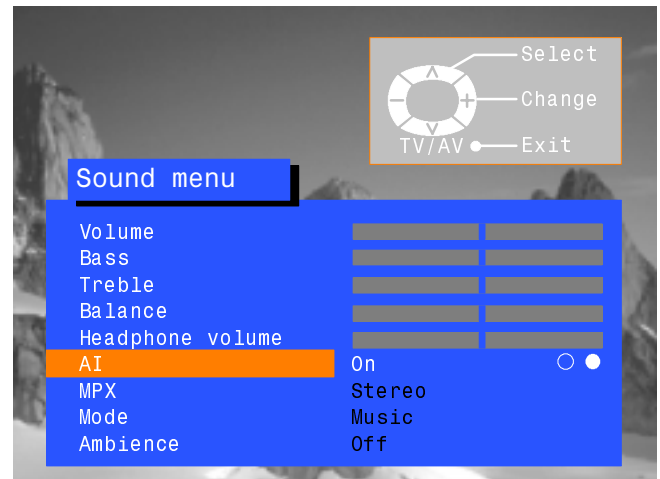 Select
Change
TV/AV Exit
Sound menu
Volume
Bass
Treble
Balance
Headphone volume
AI On
MPX Stereo
Mode Music
Ambience Off